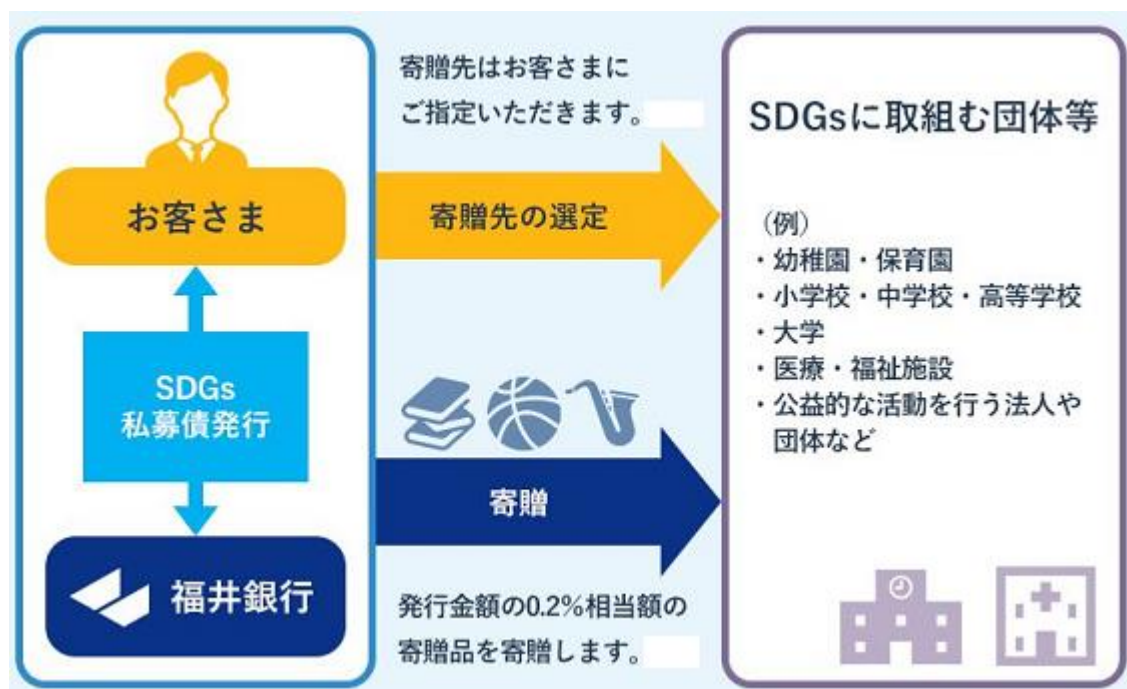 お客さま
SDGs
私募債発行
福井銀行
寄贈先はお客さまに
ご指定いただきます。
寄贈先の選定
寄贈
発行金額の0.2%相当額の
寄贈品を寄贈します。
SDGsに取組む団体等
（例）
・幼稚園・保育園
・小学校・中学校・高等学校
・大学
・医療・福祉施設
・公益的な活動を行う法人や
団体など